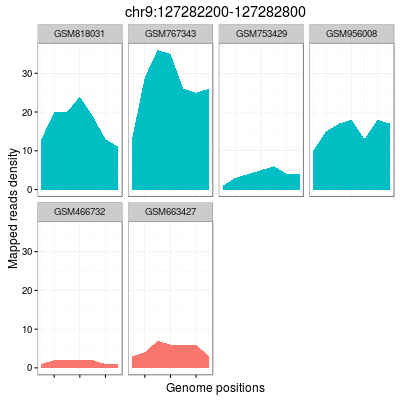 chr9:127282200-127282800
GSM818031 GSM767343 GSM753429 GSM956008
30
20
10
0
GSM466732 GSM663427
30
20
10
0
Mapped reads density
Genome positions